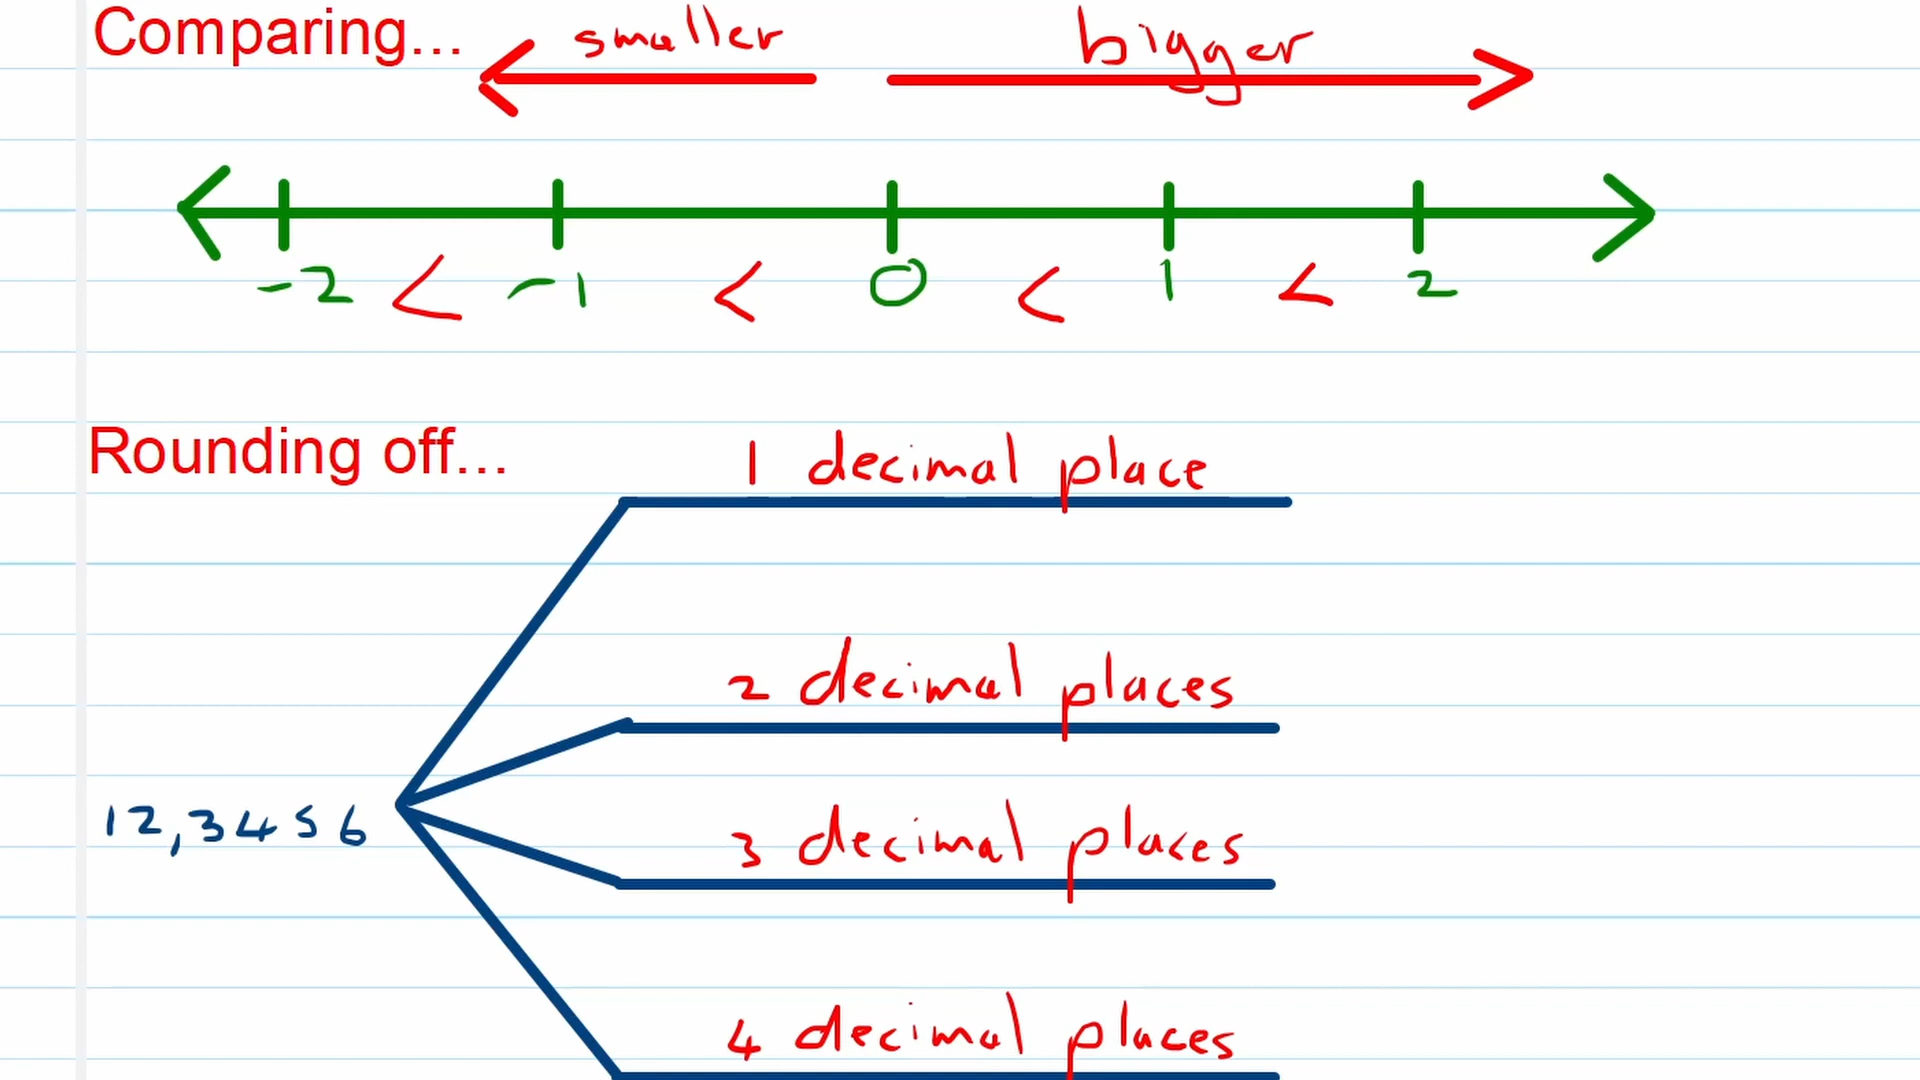 Comparing...
smaller bigger
-2 < -1 < 0 < 1 < 2
Rounding off...
1 decimal place
2 decimal places
12,3456
3 decimal places
4 decimal places